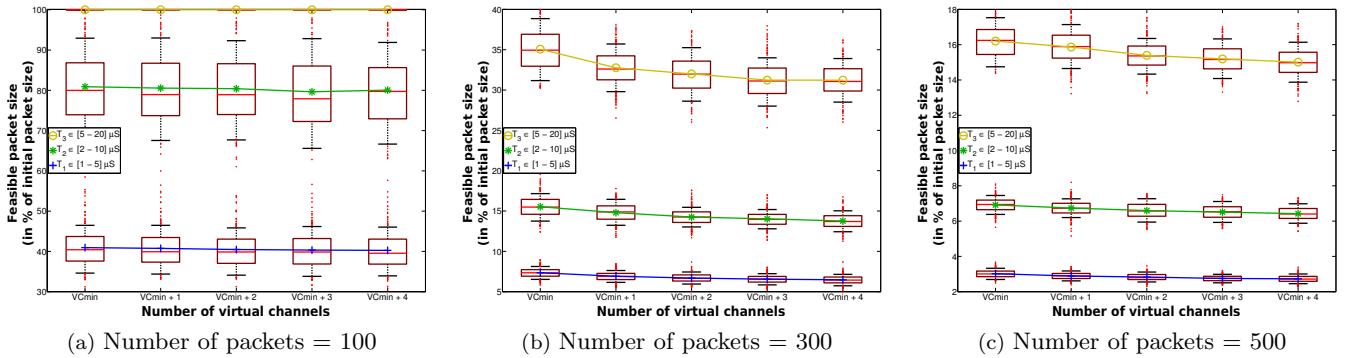 Feasible packet size
(in % of initial packet size)
100
90
80
70
60
50
40
30
T3 ∈ [5 − 20] µS
T2 ∈ [2 − 10] µS
T1 ∈ [1 − 5] µS
VCmin VCmin + 1 VCmin + 2 VCmin + 3 VCmin + 4
Number of virtual channels
(a) Number of packets = 100
Feasible packet size
(in % of initial packet size)
40
35
30
25
20
15
10
5
T3 ∈ [5 − 20] µS
T2 ∈ [2 − 10] µS
T1 ∈ [1 − 5] µS
VCmin VCmin + 1 VCmin + 2 VCmin + 3 VCmin + 4
Number of virtual channels
(b) Number of packets = 300
Feasible packet size
(in % of initial packet size)
18
16
14
12
10
8
6
4
2
T3 ∈ [5 − 20] µS
T2 ∈ [2 − 10] µS
T1 ∈ [1 − 5] µS
VCmin VCmin + 1 VCmin + 2 VCmin + 3 VCmin + 4
Number of virtual channels
(c) Number of packets = 500